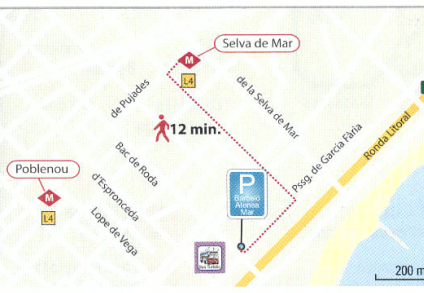 Selva de Mar
M
L4
de Pujades
de la Selva de Mar
12 min.
Bac de Roda
Pssg. de Garcia Fària
Ronda Litoral
Poblenou
M
L4
d'Espronceda
Lope de Vega
P
Barceló
Atenea
Mar
200 m